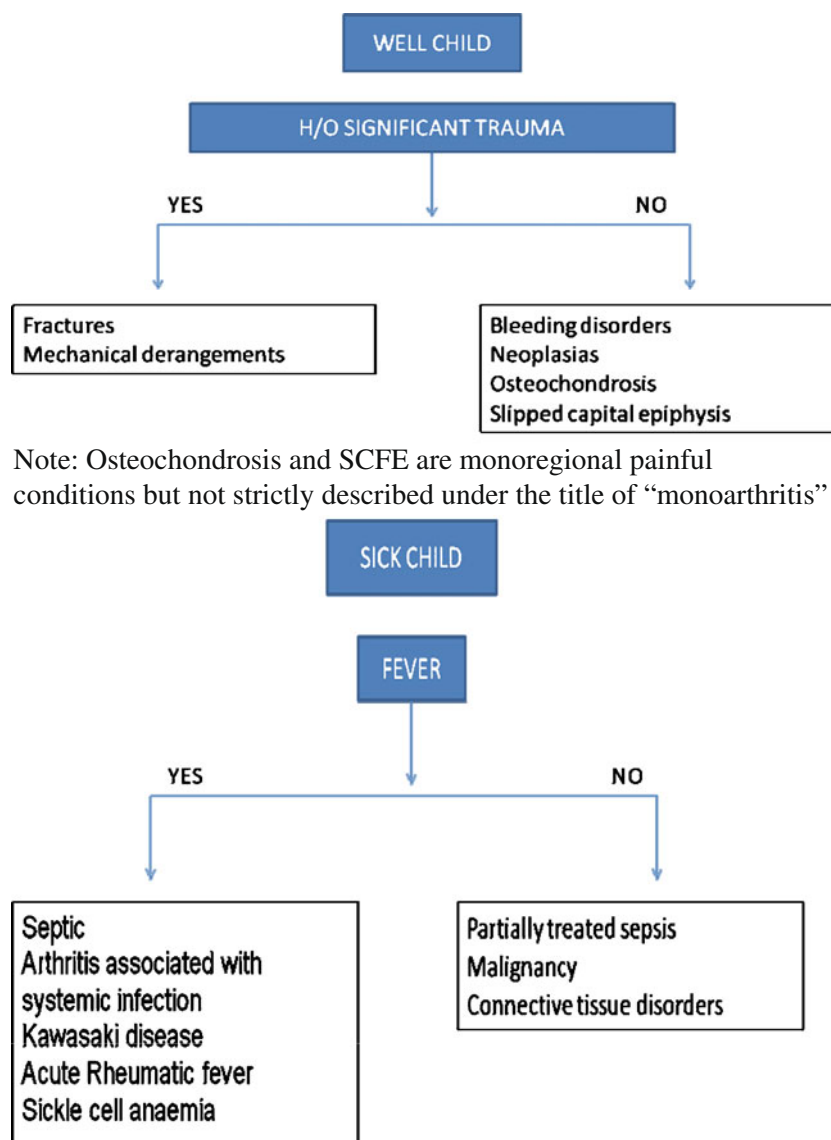 WELL CHILD
H/O SIGNIFICANT TRAUMA
YES
NO
Fractures
Mechanical derangements
Bleeding disorders
Neoplasias
Osteochondrosis
Slipped capital epiphysis
Note: Osteochondrosis and SCFE are monoregional painful
conditions but not strictly described under the title of “monoarthritis”
SICK CHILD
FEVER
YES
NO
Septic
Arthritis associated with
systemic infection
Kawasaki disease
Acute Rheumatic fever
Sickle cell anaemia
Partially treated sepsis
Malignancy
Connective tissue disorders